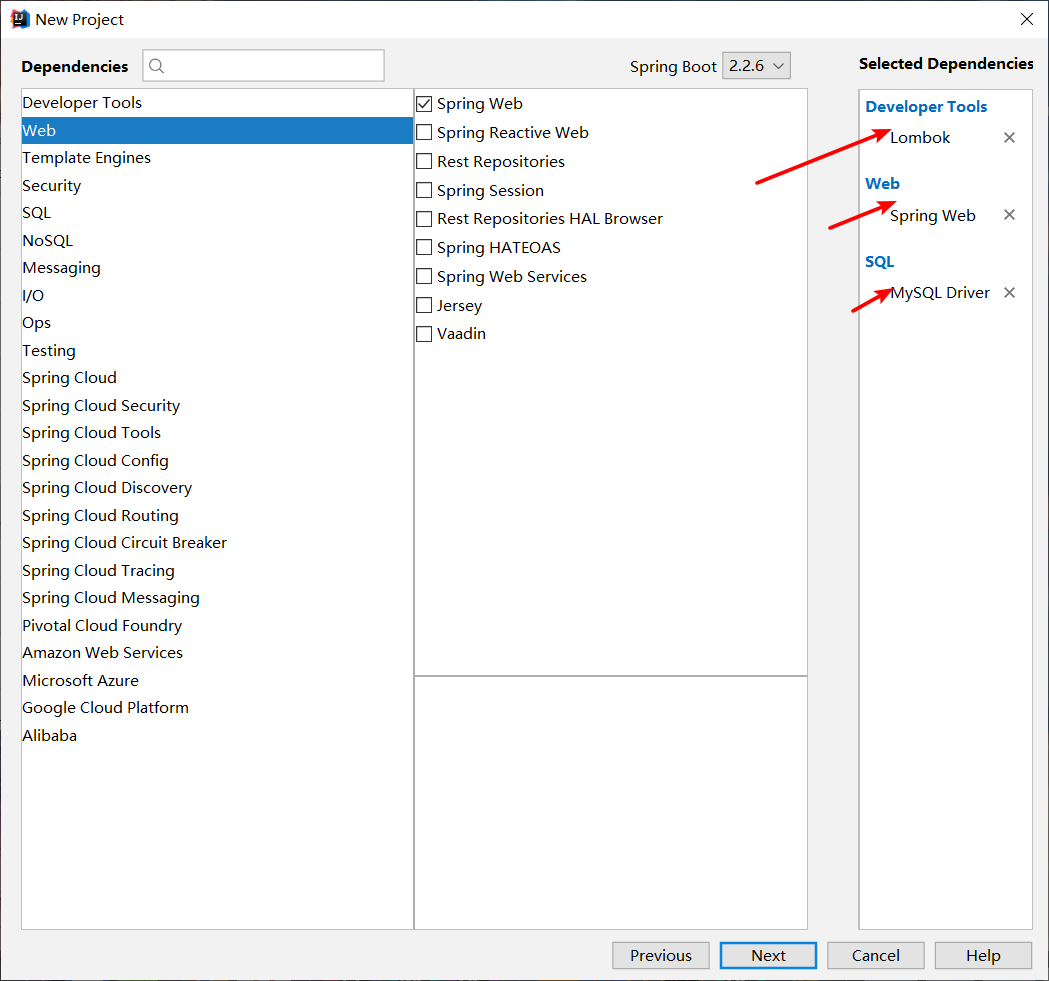 New Project
Dependencies
Spring Boot 2.2.6
Selected Dependencies
Developer Tools
Web
Template Engines
Security
SQL
NoSQL
Messaging
I/O
Ops
Testing
Spring Cloud
Spring Cloud Security
Spring Cloud Tools
Spring Cloud Config
Spring Cloud Discovery
Spring Cloud Routing
Spring Cloud Circuit Breaker
Spring Cloud Tracing
Spring Cloud Messaging
Pivotal Cloud Foundry
Amazon Web Services
Microsoft Azure
Google Cloud Platform
Alibaba
Spring Web
Spring Reactive Web
Rest Repositories
Spring Session
Rest Repositories HAL Browser
Spring HATEOAS
Spring Web Services
Jersey
Vaadin
Developer Tools
Lombok
Web
Spring Web
SQL
MySQL Driver
Previous
Next
Cancel
Help